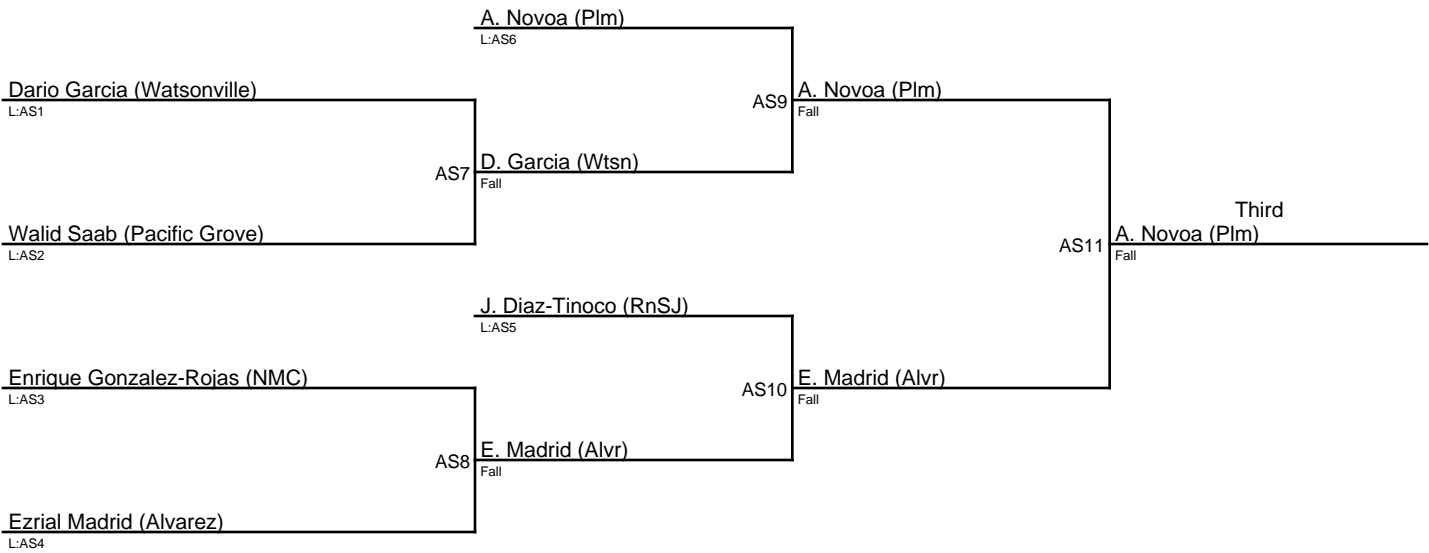 A. Novoa (Plm)
L:AS6
Dario Garcia (Watsonville)
L:AS1
AS9
A. Novoa (Plm)
Fall
AS7
D. Garcia (Wtsn)
Fall
Walid Saab (Pacific Grove)
L:AS2
Third
AS11
A. Novoa (Plm)
Fall
J. Diaz-Tinoco (RnSJ)
L:AS5
Enrique Gonzalez-Rojas (NMC)
L:AS3
AS10
E. Madrid (Alvr)
Fall
AS8
E. Madrid (Alvr)
Fall
Ezrial Madrid (Alvarez)
L:AS4